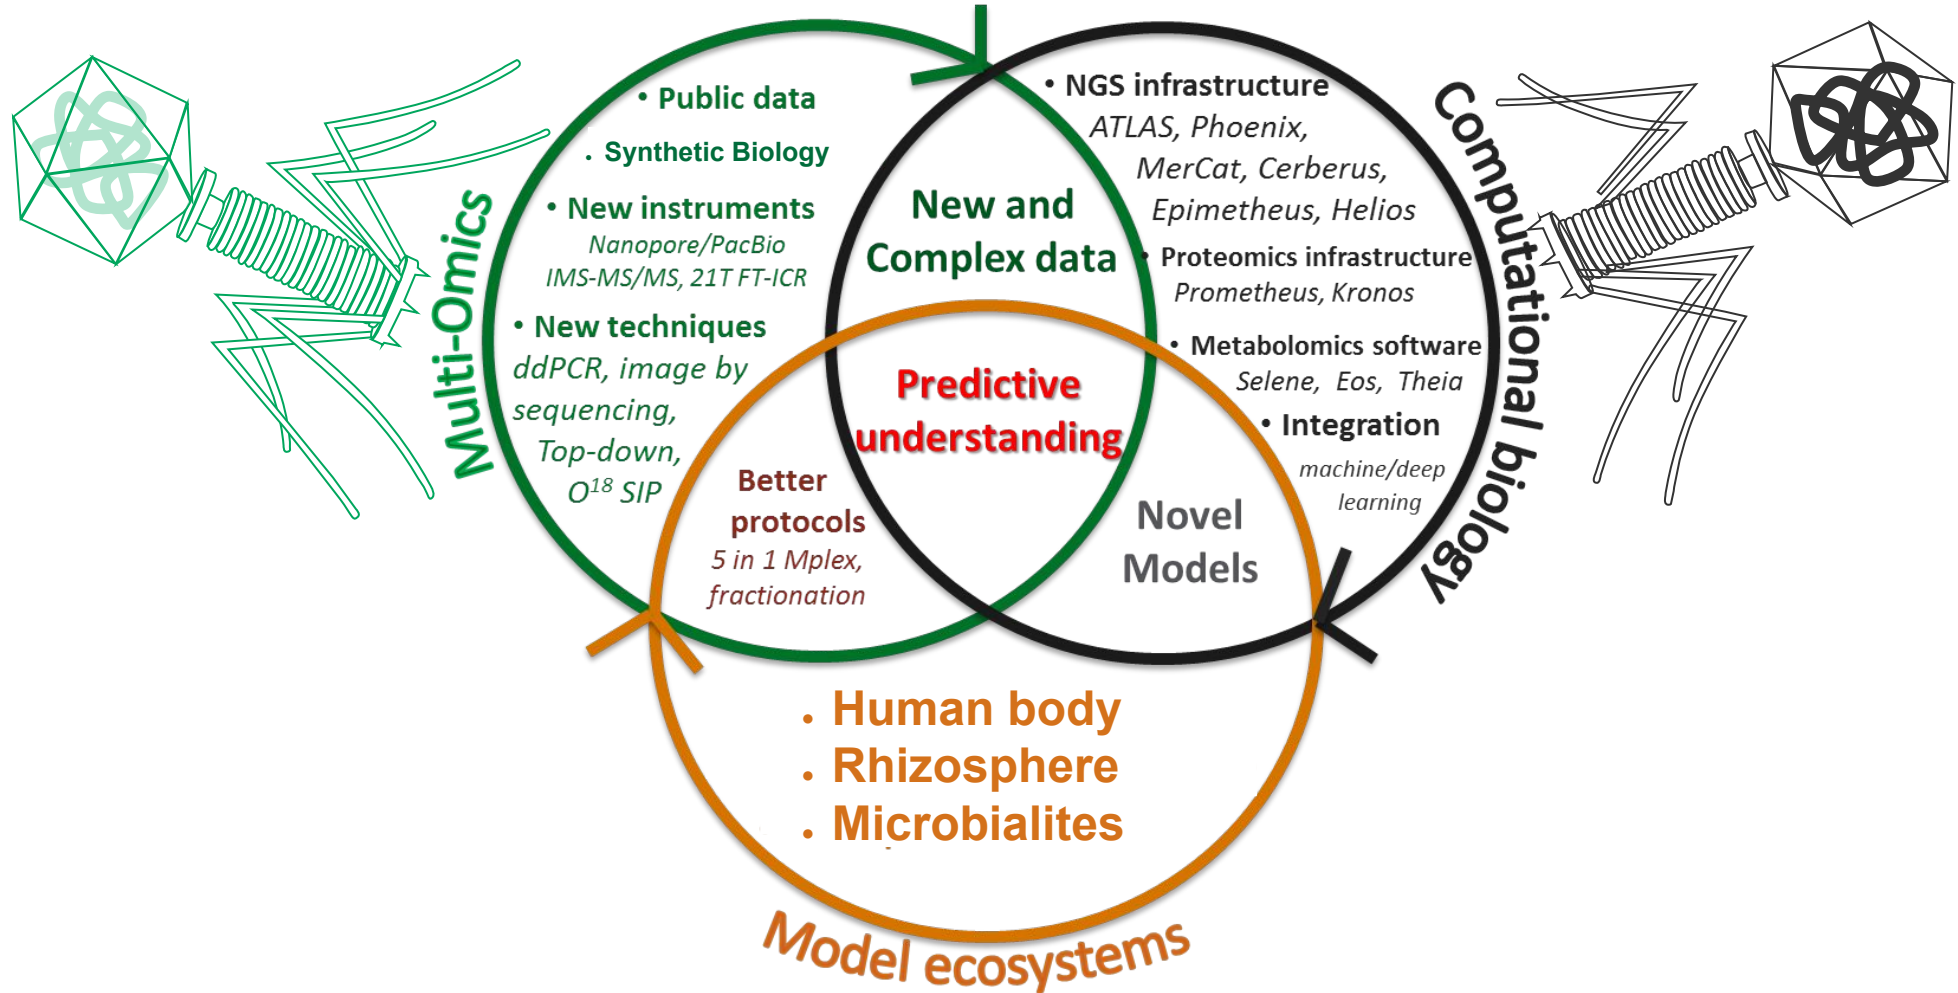 Multi-Omics
• Public data
. Synthetic Biology
• New instruments
Nanopore/PacBio
IMS-MS/MS, 21T FT-ICR
• New techniques
ddPCR, image by
sequencing,
Top-down,
O18 SIP
New and
Complex data
• NGS infrastructure
ATLAS, Phoenix,
MerCat, Cerberus,
Epimetheus, Helios
• Proteomics infrastructure
Prometheus, Kronos
• Metabolomics software
Selene, Eos, Theia
• Integration
machine/deep
learning
Computational biology
Predictive
understanding
Better
protocols
5 in 1 Mplex,
fractionation
Novel
Models
. Human body
. Rhizosphere
. Microbialites
Model ecosystems